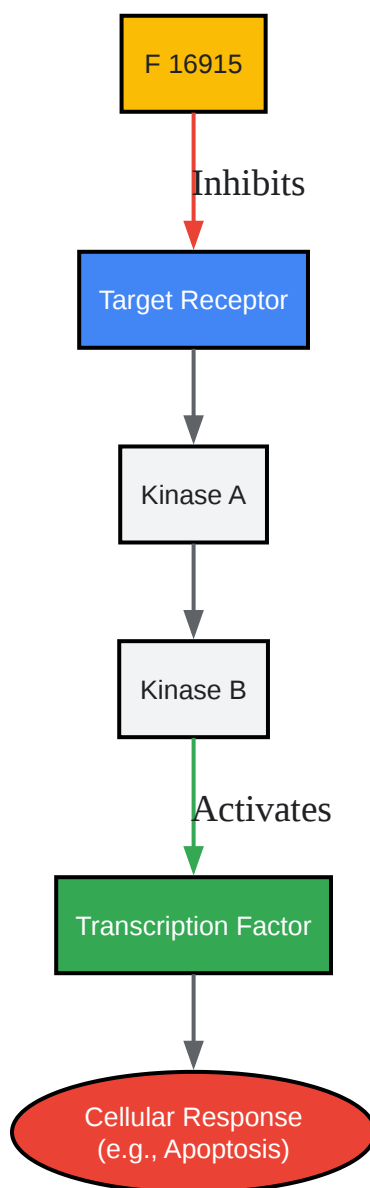 F 16915
Inhibits
Target Receptor
Kinase A
Kinase B
Activates
Transcription Factor
Cellular Response
(e.g., Apoptosis)